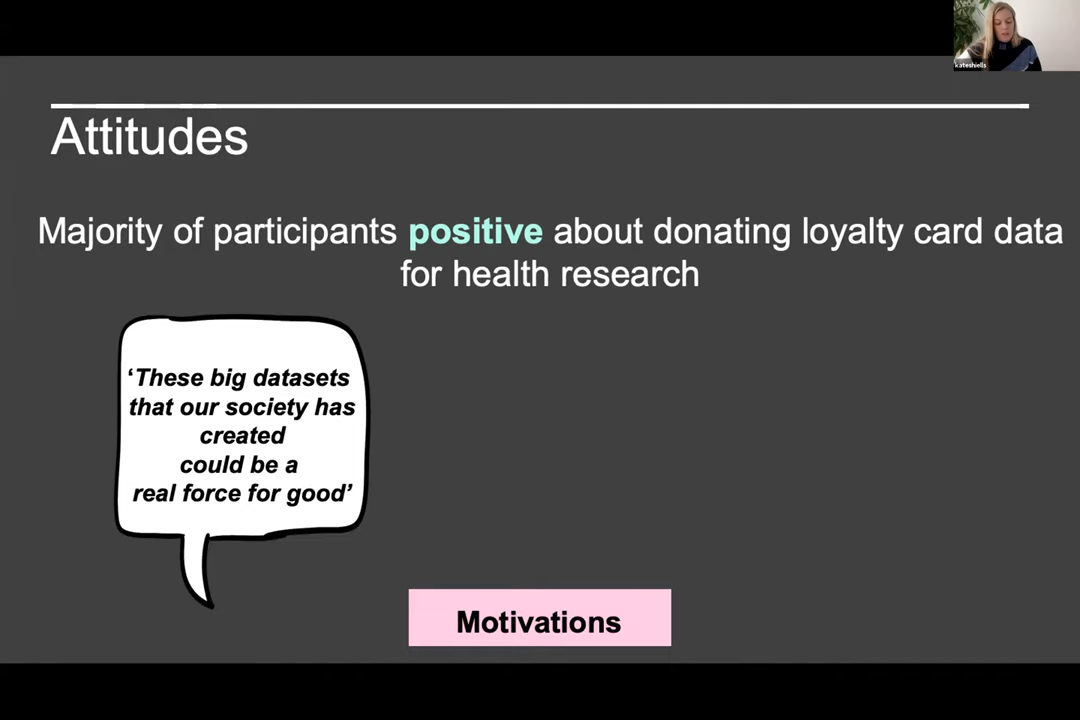 kateshiells
Attitudes
Majority of participants positive about donating loyalty card data
for health research
‘These big datasets
that our society has
created
could be a
real force for good’
Motivations